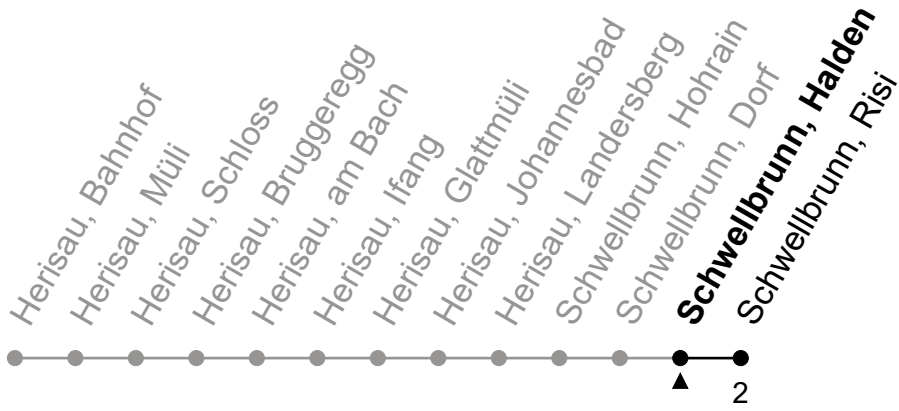 Herisau, Bahnhof
Herisau, Müli
Herisau, Schloss
Herisau, Bruggeregg
Herisau, am Bach
Herisau, Ifang
Herisau, Glattmüli
Herisau, Johannesbad
Herisau, Landersberg
Schwellbrunn, Hohrain
Schwellbrunn, Dorf
Schwellbrunn, Halden
Schwellbrunn, Risi
2